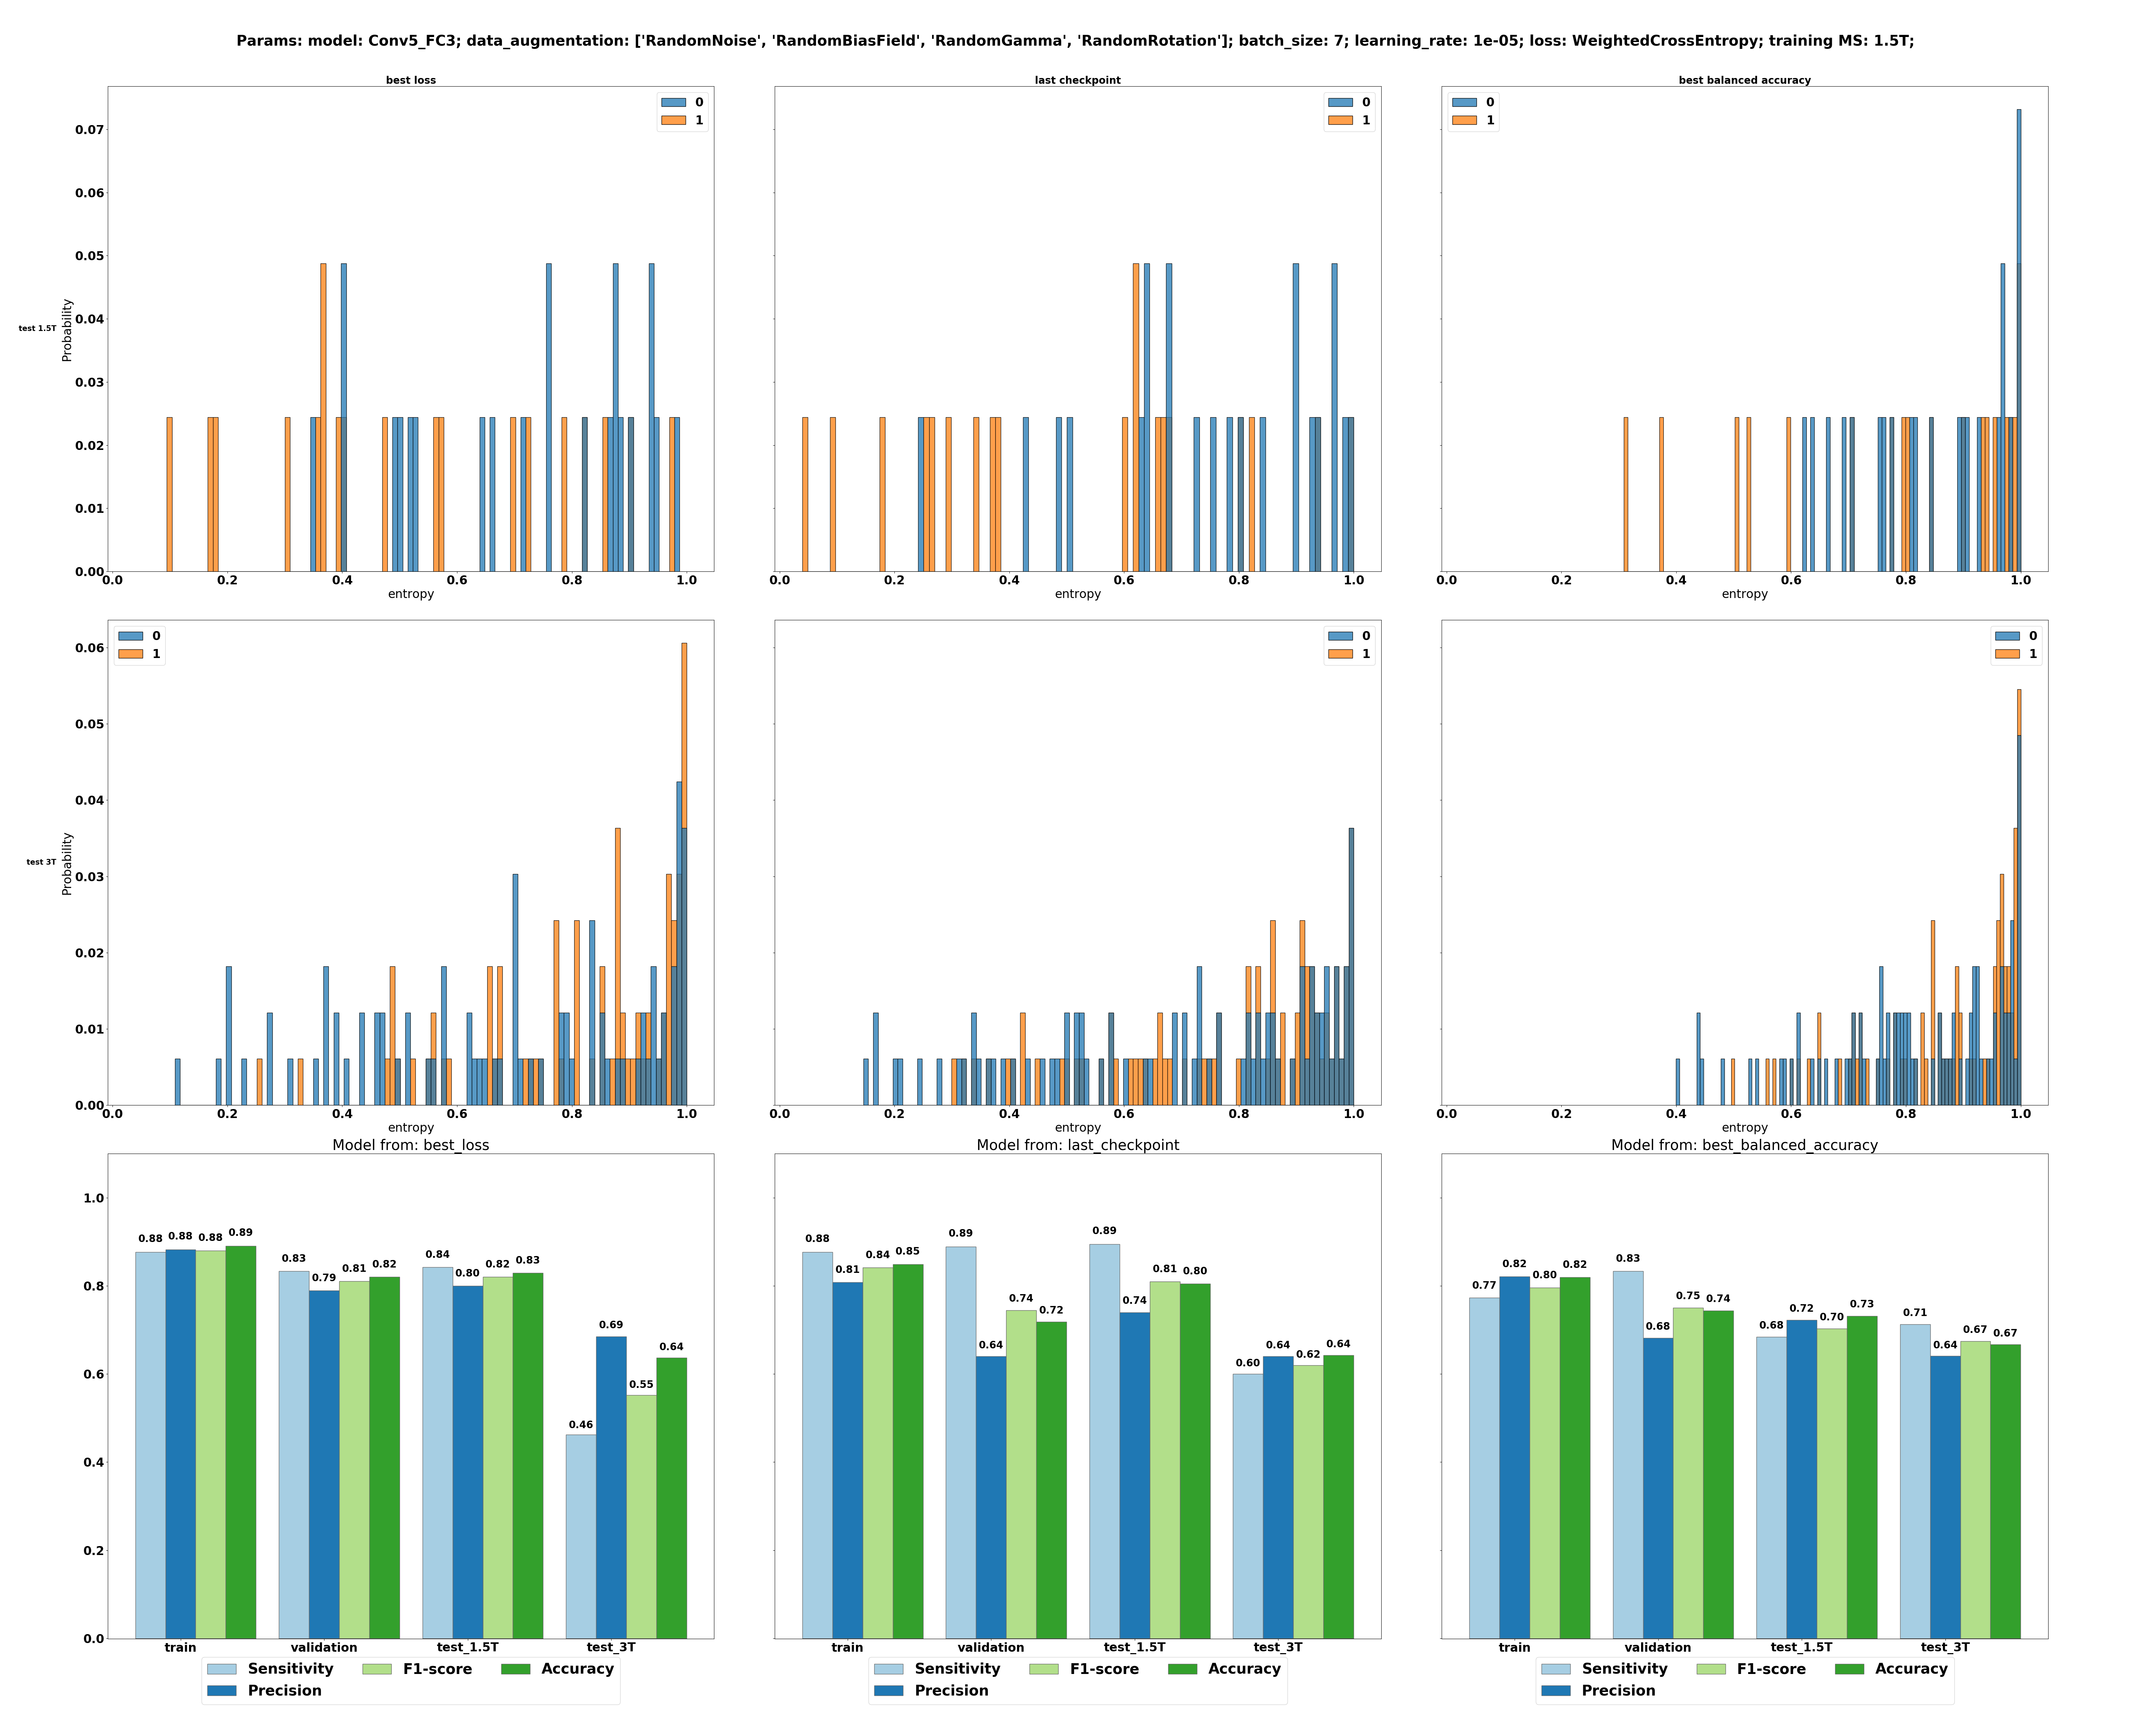 Params: model: Conv5_FC3; data_augmentation: ['RandomNoise', 'RandomBiasField', 'RandomGamma', 'RandomRotation']; batch_size: 7; learning_rate: 1e-05; loss: WeightedCrossEntropy; training MS: 1.5T;
best loss
last checkpoint
best balanced accuracy
0
1
0
1
0
1
0.07
0.06
0.05
0.04
0.03
0.02
0.01
0.00
test 1.5T
Probability
0.0 0.2 0.4 0.6 0.8 1.0
0.0 0.2 0.4 0.6 0.8 1.0
0.0 0.2 0.4 0.6 0.8 1.0
entropy
entropy
entropy
0
1
0
1
0
1
0.06
0.05
0.04
0.03
0.02
0.01
0.00
test 3T
Probability
0.0 0.2 0.4 0.6 0.8 1.0
0.0 0.2 0.4 0.6 0.8 1.0
0.0 0.2 0.4 0.6 0.8 1.0
entropy
entropy
entropy
Model from: best_loss
1.0
0.8
0.6
0.4
0.2
0.0
0.88 0.88 0.88 0.89
0.83 0.79 0.81 0.82
0.84 0.80 0.82 0.83
0.46 0.69 0.55 0.64
train validation test_1.5T test_3T
Sensitivity F1-score Accuracy
Precision
Model from: last_checkpoint
0.88 0.81 0.84 0.85
0.89 0.64 0.74 0.72
0.89 0.74 0.81 0.80
0.60 0.64 0.62 0.64
train validation test_1.5T test_3T
Sensitivity F1-score Accuracy
Precision
Model from: best_balanced_accuracy
0.77 0.82 0.80 0.82
0.83 0.68 0.75 0.74
0.68 0.72 0.70 0.73
0.71 0.64 0.67 0.67
train validation test_1.5T test_3T
Sensitivity F1-score Accuracy
Precision